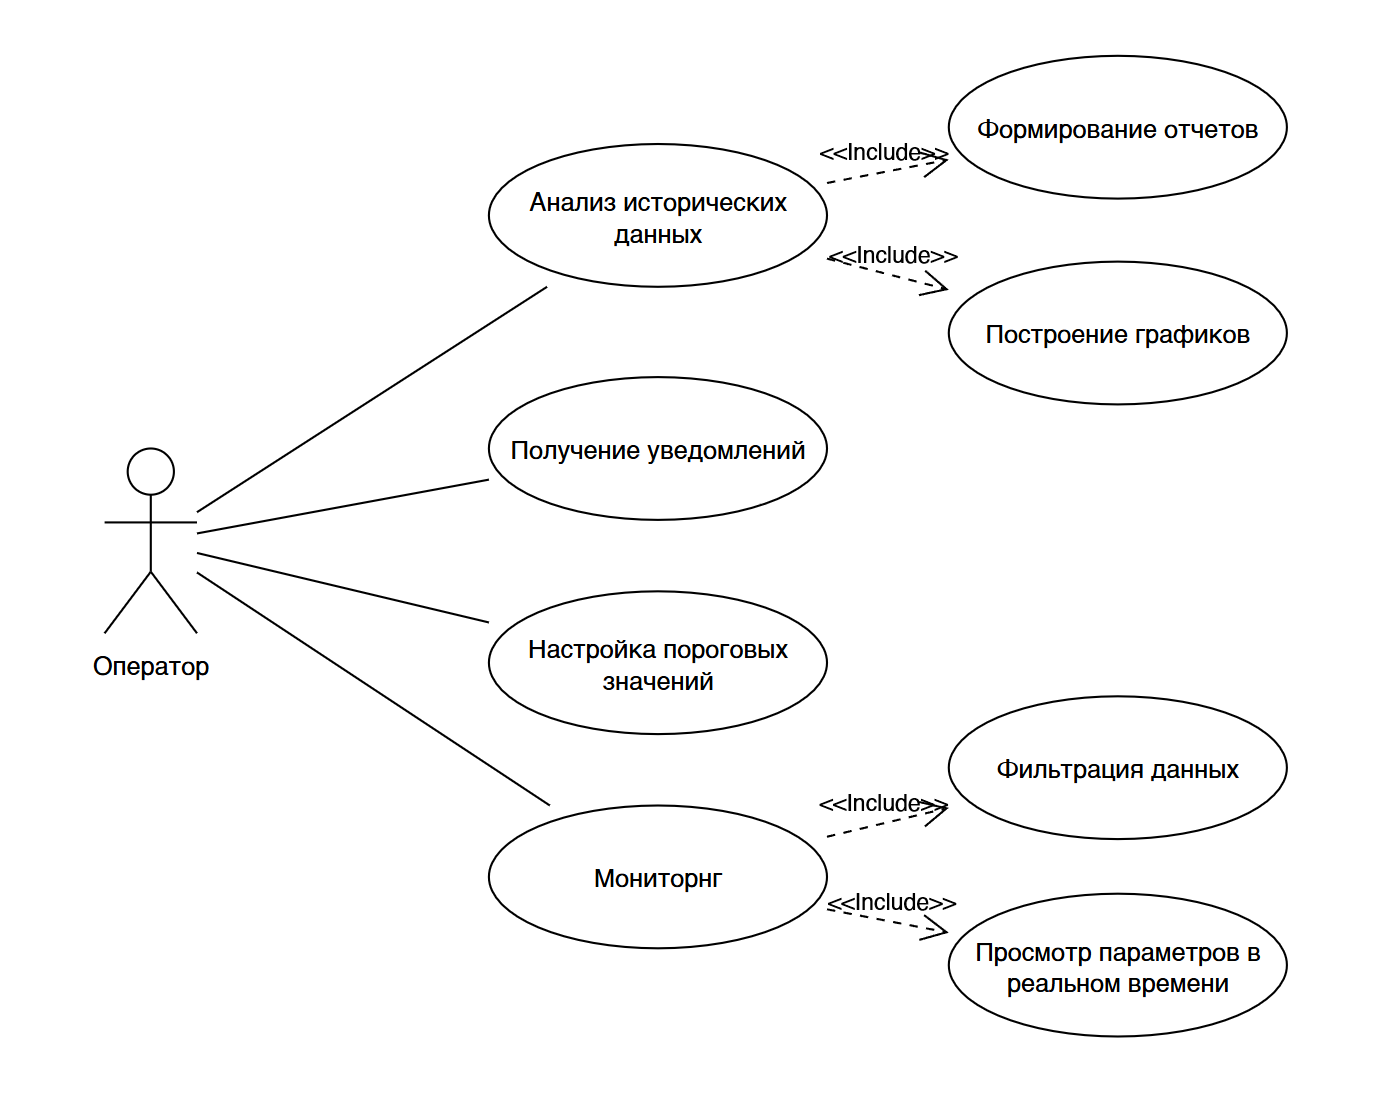 Формирование отчетов
<<Include>>
Анализ исторических
данных
<<Include>>
Построение графиков
Получение уведомлений
Оператор
Настройка пороговых
значений
Фильтрация данных
<<Include>>
Мониторнг
<<Include>>
Просмотр параметров в
реальном времени